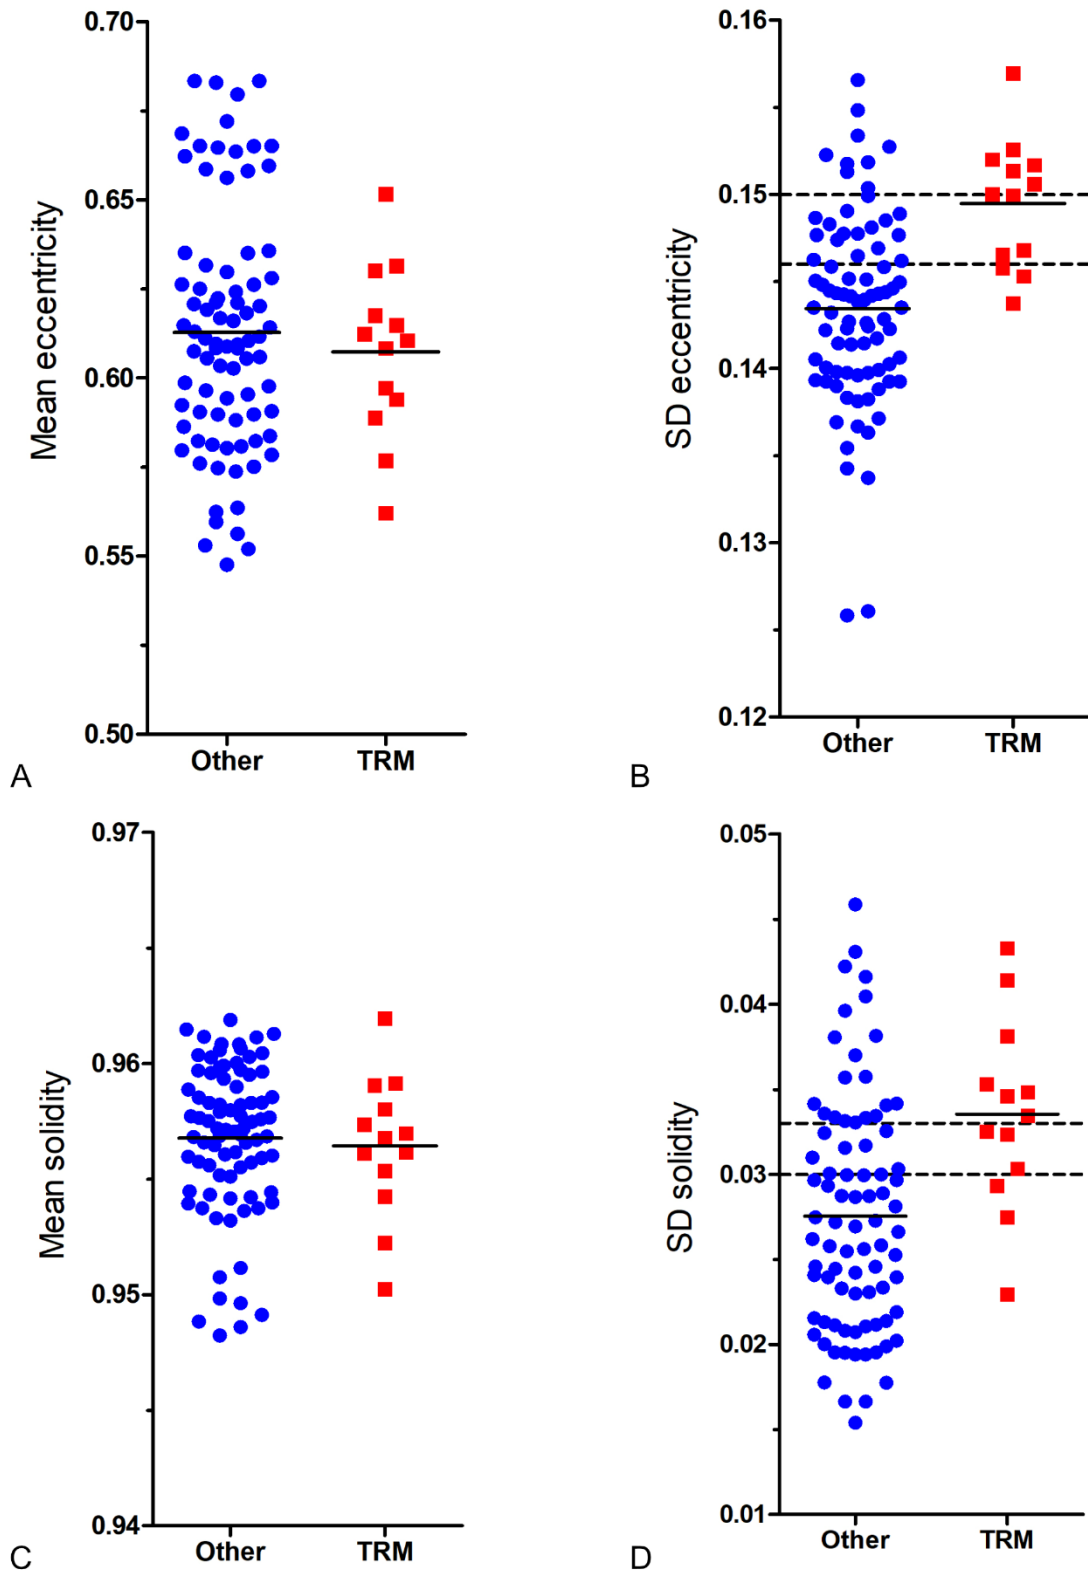 0.70
0.65
0.60
0.55
0.50
Mean eccentricity
Other TRM
A
0.16
0.15
0.14
0.13
0.12
SD eccentricity
Other TRM
B
0.97
0.96
0.95
0.94
Mean solidity
Other TRM
C
0.05
0.04
0.03
0.02
0.01
SD solidity
Other TRM
D